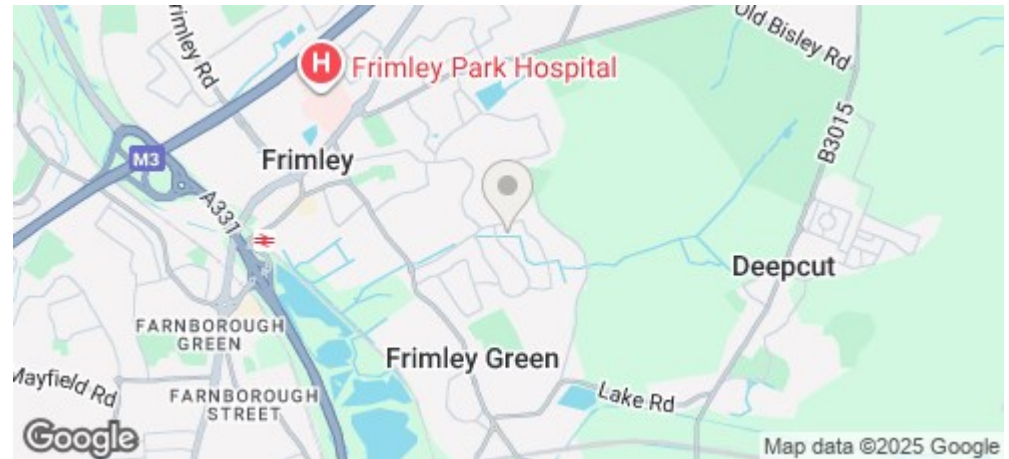 Frimley Rd
Old Bisley Rd
H
Frimley Park Hospital
B3015
M3
Frimley
A331
Deepcut
FARNBOROUGH
GREEN
Frimley Green
Mayfield Rd
FARNBOROUGH
STREET
Lake Rd
Google
Map data ©2025 Google